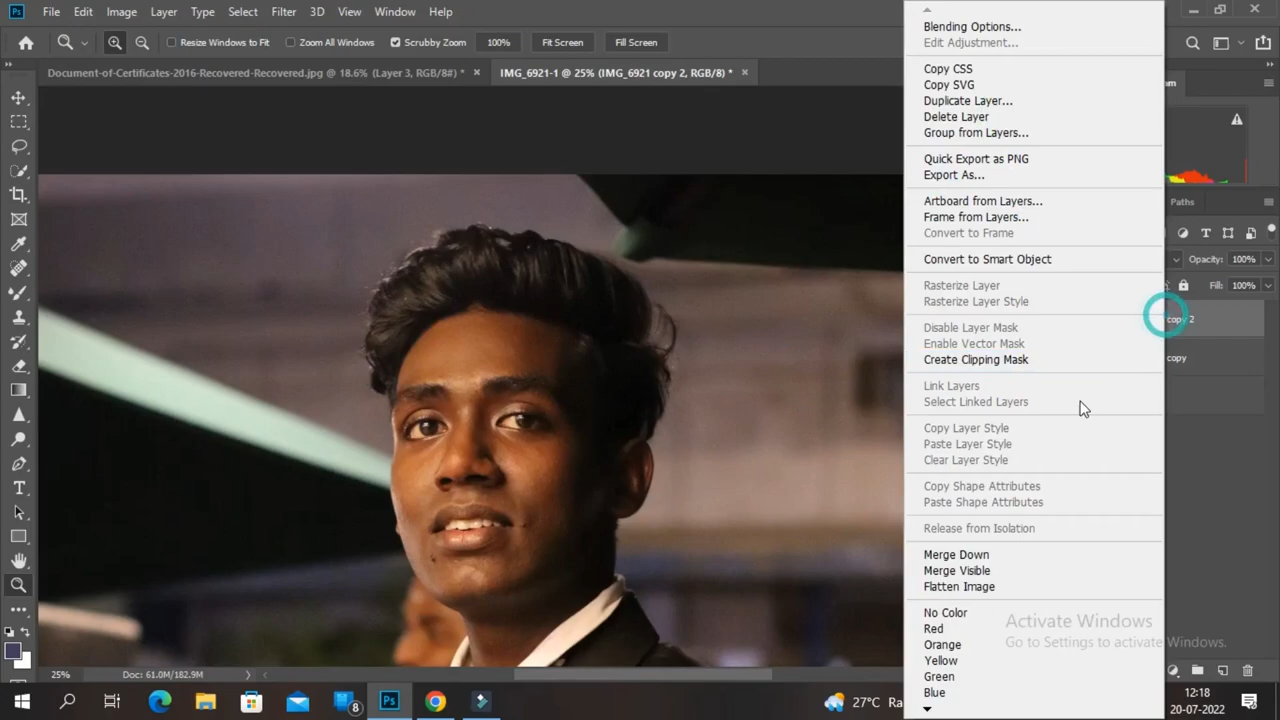 Ps File Edit Image Layer Type Select Filter 3D View Window Help
Resize Windows to Fit Zoom All Windows Scrubby Zoom 100% Fit Screen Fill Screen
Document-of-Certificates-2016-Recovered-Recovered.jpg @ 18.6% (Layer 3, RGB/8#) * × IMG_6921-1 @ 25% (IMG_6921 copy 2, RGB/8) * ×
Blending Options...
Edit Adjustment...
Copy CSS
Copy SVG
Duplicate Layer...
Delete Layer
Group from Layers...
Quick Export as PNG
Export As...
Artboard from Layers...
Frame from Layers...
Convert to Frame
Convert to Smart Object
Rasterize Layer
Rasterize Layer Style
Disable Layer Mask
Enable Vector Mask
Create Clipping Mask
Link Layers
Select Linked Layers
Copy Layer Style
Paste Layer Style
Clear Layer Style
Copy Shape Attributes
Paste Shape Attributes
Release from Isolation
Merge Down
Merge Visible
Flatten Image
No Color
Red
Orange
Yellow
Green
Blue
Paths
Opacity: 100%
Fill: 100%
copy 2
copy
Activate Windows
Go to Settings to activate Windows.
25% Doc: 61.0M/182.9M
8 Ps 27°C Ra
12:18
20-07-2022